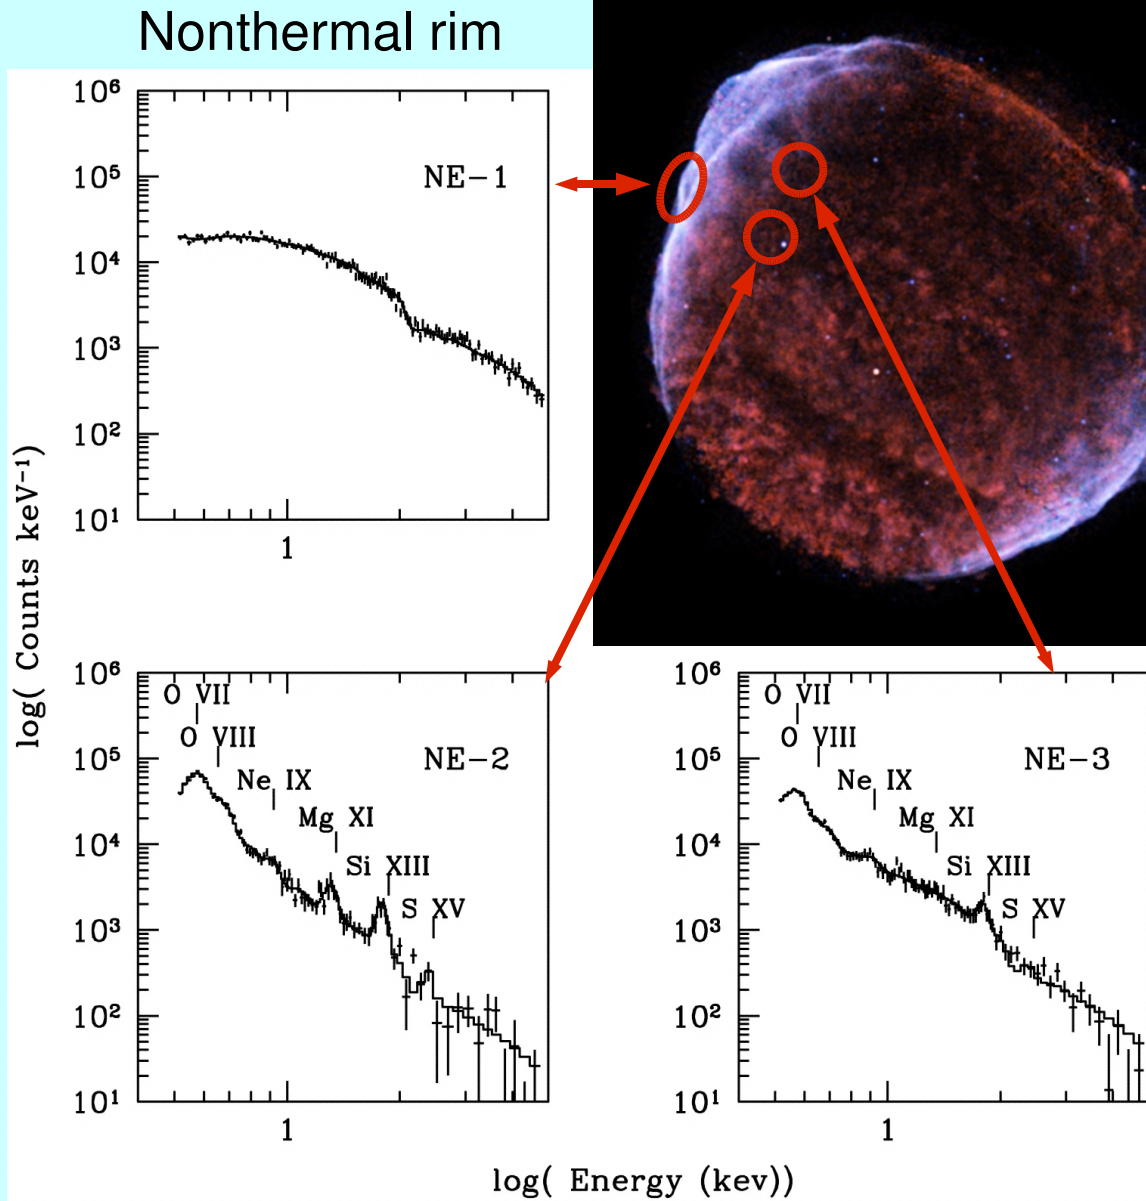 Nonthermal rim
10⁶
10⁵
10⁴
10³
10²
10¹
NE-1
1
log( Counts keV⁻¹)
10⁶
10⁵
10⁴
10³
10²
10¹
O VII
O VIII
Ne IX
Mg XI
Si XIII
S XV
NE-2
1
10⁶
10⁵
10⁴
10³
10²
10¹
O VII
O VIII
Ne IX
Mg XI
Si XIII
S XV
NE-3
1
log( Energy (kev))